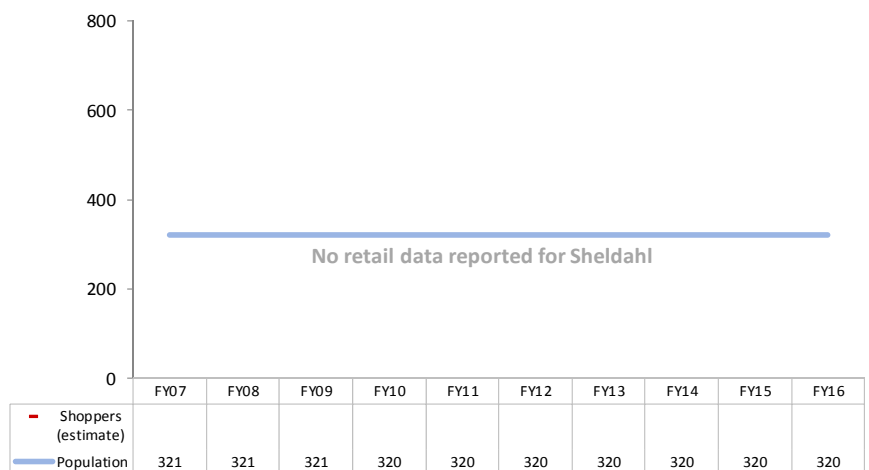 800
600
400
200
0
No retail data reported for Sheldahl
FY07 FY08 FY09 FY10 FY11 FY12 FY13 FY14 FY15 FY16
Shoppers
(estimate)
Population 321 321 321 320 320 320 320 320 320 320